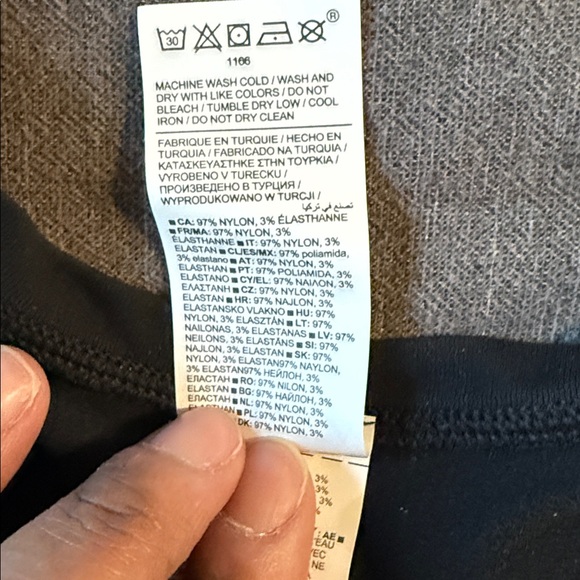 30
®
1166
MACHINE WASH COLD / WASH AND
DRY WITH LIKE COLORS / DO NOT
BLEACH / TUMBLE DRY LOW / COOL
IRON / DO NOT DRY CLEAN
FABRIQUE EN TURQUIE / HECHO EN
TURQUIA / FABRICADO NA TURQUIA /
ΚΑΤΑΣΚΕΥΑΣΤΗΚΕ ΣΤΗΝ ΤΟΥΡΚΙΑ /
VYROBENO V TURECKU /
ПРОИЗВЕДЕНО В ТУРЦИЯ /
WYPRODUKOWANO W TURCJI /
تصنع في تركيا
■ CA: 97% NYLON, 3% ÉLASTHANNE
■ FR/MA: 97% NYLON, 3%
ÉLASTHANNE ■ IT: 97% NYLON, 3%
ELASTAN ■ CL/ES/MX: 97% poliamida,
3% elastano ■ AT: 97% NYLON, 3%
ELASTHAN ■ PT: 97% POLIAMIDA, 3%
ELASTANO ■ CY/EL: 97% ΝΑΙΛΟΝ, 3%
ΕΛΑΣΤΑΝΗ ■ CZ: 97% NYLON, 3%
ELASTAN ■ HR: 97% NAJLON, 3%
ELASTANSKO VLAKNO ■ HU: 97%
NYLON, 3% ELASZTÁN ■ LT: 97%
NAILONAS, 3% ELASTANAS ■ LV: 97%
NEILONS, 3% ELASTĀNS ■ SI: 97%
NAJLON, 3% ELASTAN ■ SK: 97%
NYLON, 3% ELASTAN97% NAYLON,
3% ELASTAN97% НЕЙЛОН, 3%
ЕЛАСТАН ■ RO: 97% NILON, 3%
ELASTAN ■ BG: 97% НАЙЛОН, 3%
ЕЛАСТАН ■ NL: 97% NYLON, 3%
ELASTHAN ■ PL: 97% NYLON, 3%
DK: 97% NYLON, 3%
3%
3%
3%
%
: AE ■
EAU
EC
NE